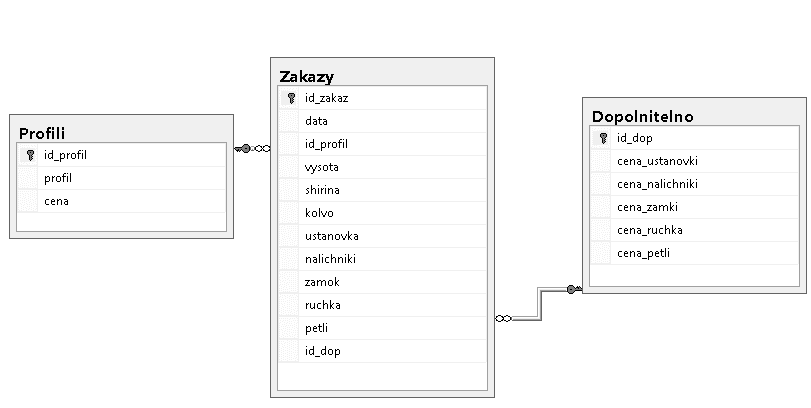 Profili
id_profil
profil
cena
Zakazy
id_zakaz
data
id_profil
vysota
shirina
kolvo
ustanovka
nalichniki
zamok
ruchka
petli
id_dop
Dopolnitelno
id_dop
cena_ustanovki
cena_nalichniki
cena_zamki
cena_ruchka
cena_petli